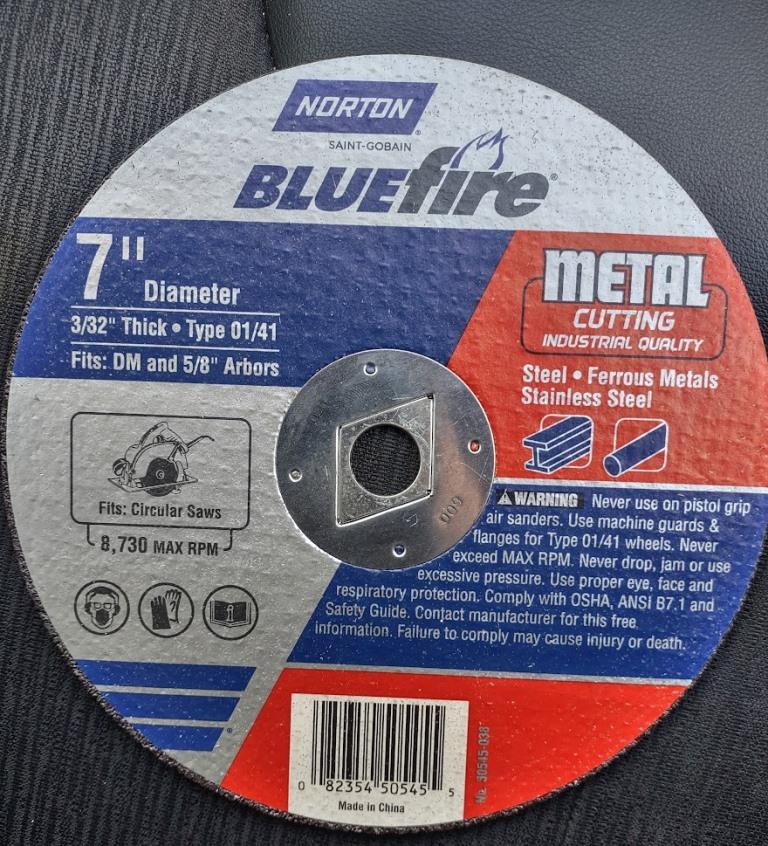 NORTON®
SAINT-GOBAIN
BLUEfire®
7"
Diameter
3/32" Thick • Type 01/41
Fits: DM and 5/8" Arbors
METAL
CUTTING
INDUSTRIAL QUALITY
Steel • Ferrous Metals
Stainless Steel
Fits: Circular Saws
8,730 MAX RPM
600
WARNING Never use on pistol grip
air sanders. Use machine guards &
flanges for Type 01/41 wheels. Never
exceed MAX RPM. Never drop, jam or use
excessive pressure. Use proper eye, face and
respiratory protection. Comply with OSHA, ANSI B7.1 and
Safety Guide. Contact manufacturer for this free
information. Failure to comply may cause injury or death.
0 82354 50545 5
Made in China
No. 50545-038